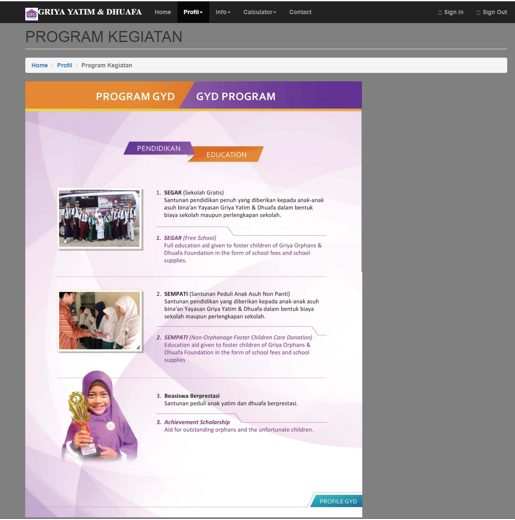 GRIYA YATIM & DHUAFA Home Profil Info Calculator Contact Sign In Sign Out
PROGRAM KEGIATAN
Home / Profil / Program Kegiatan
PROGRAM GYD GYD PROGRAM
PENDIDIKAN
EDUCATION
1. SEGAR (Sekolah Gratis)
Santunan pendidikan penuh yang diberikan kepada anak-anak
asuh bina'an Yayasan Griya Yatim & Dhuafa dalam bentuk
biaya sekolah maupun perlengkapan sekolah.
1. SEGAR (Free School)
Full education aid given to foster children of Griya Orphans &
Dhuafa Foundation in the form of school fees and school
supplies.
2. SEMPATI (Santunan Peduli Anak Asuh Non Panti)
Santunan pendidikan yang diberikan kepada anak-anak asuh
bina'an Yayasan Griya Yatim & Dhuafa dalam bentuk biaya
sekolah maupun perlengkapan sekolah.
2. SEMPATI (Non-Orphanage Foster Children Care Donation)
Education aid given to foster children of Griya Orphans &
Dhuafa Foundation in the form of school fees and school
supplies
3. Beasiswa Berprestasi
Santunan peduli anak yatim dan dhuafa berprestasi.
3. Achievement Scholarship
Aid for outstanding orphans and the unfortunate children.
PROFILE GYD